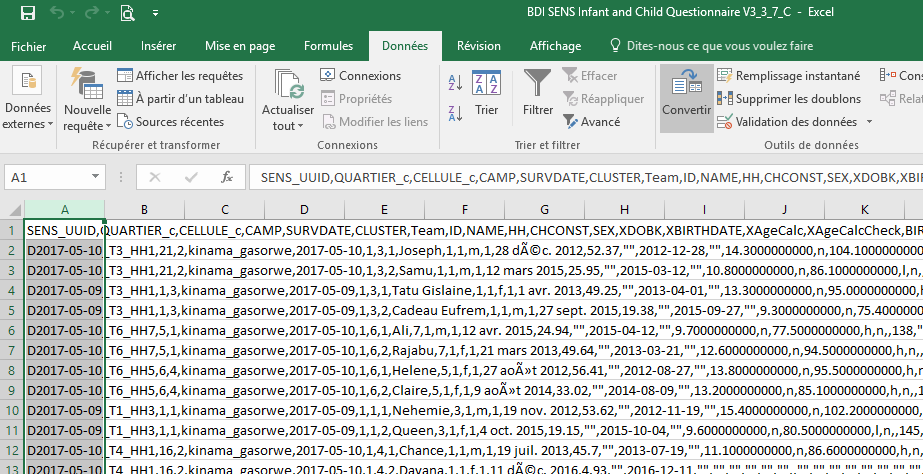 BDI SENS Infant and Child Questionnaire V3_3_7_C - Excel
Fichier Accueil Insérer Mise en page Formules Données Révision Affichage Dites-nous ce que vous voulez faire
Données externes
Nouvelle requête
Afficher les requêtes
À partir d'un tableau
Sources récentes
Récupérer et transformer
Actualiser tout
Connexions
Propriétés
Modifier les liens
Connexions
Trier
Filtrer
Effacer
Réappliquer
Avancé
Trier et filtrer
Convertir
Remplissage instantané
Supprimer les doublons
Validation des données
Cons
Relat
Outils de données
A1 fx SENS_UUID,QUARTIER_c,CELLULE_c,CAMP,SURVDATE,CLUSTER,Team,ID,NAME,HH,CHCONST,SEX,XDOBK,XBIRTHDATE,XAgeCalc,XAgeCalcCheck,XBI
A B C D E F G H I J K
1 SENS_UUID,QUARTIER_c,CELLULE_c,CAMP,SURVDATE,CLUSTER,Team,ID,NAME,HH,CHCONST,SEX,XDOBK,XBIRTHDATE,XAgeCalc,XAgeCalcCheck,BIR
2 D2017-05-10_T3_HH1,21,2,kinama_gasorwe,2017-05-10,1,3,1,Joseph,1,1,m,1,28 dÃ©c. 2012,52.37,"",2012-12-28,"",14.3000000000,n,104.1000000000
3 D2017-05-10_T3_HH1,21,2,kinama_gasorwe,2017-05-10,1,3,2,Samu,1,1,m,1,12 mars 2015,25.95,"",2015-03-12,"",10.8000000000,n,86.1000000000,l,n,
4 D2017-05-09_T3_HH1,1,3,kinama_gasorwe,2017-05-09,1,3,1,Tatu Gislaine,1,1,f,1,1 avr. 2013,49.25,"",2013-04-01,"",13.3000000000,n,95.0000000000,h
5 D2017-05-09_T3_HH1,1,3,kinama_gasorwe,2017-05-09,1,3,2,Cadeau Eufrem,1,1,m,1,27 sept. 2015,19.38,"",2015-09-27,"",9.3000000000,n,75.4000000
6 D2017-05-10_T6_HH7,5,1,kinama_gasorwe,2017-05-10,1,6,1,Ali,7,1,m,1,12 avr. 2015,24.94,"",2015-04-12,"",9.7000000000,n,77.5000000000,h,n,,138,"
7 D2017-05-10_T6_HH7,5,1,kinama_gasorwe,2017-05-10,1,6,2,Rajabu,7,1,f,1,21 mars 2013,49.64,"",2013-03-21,"",12.6000000000,n,94.5000000000,h,n,
8 D2017-05-10_T6_HH5,6,4,kinama_gasorwe,2017-05-10,1,6,1,Helene,5,1,f,1,27 aoÃ»t 2012,56.41,"",2012-08-27,"",13.8000000000,n,95.5000000000,h,n
9 D2017-05-10_T6_HH5,6,4,kinama_gasorwe,2017-05-10,1,6,2,Claire,5,1,f,1,9 aoÃ»t 2014,33.02,"",2014-08-09,"",13.2000000000,n,85.1000000000,h,n,
10 D2017-05-09_T1_HH3,1,1,kinama_gasorwe,2017-05-09,1,1,1,Nehemie,3,1,m,1,19 nov. 2012,53.62,"",2012-11-19,"",15.4000000000,n,102.2000000000
11 D2017-05-09_T1_HH3,1,1,kinama_gasorwe,2017-05-09,1,1,2,Queen,3,1,f,1,4 oct. 2015,19.15,"",2015-10-04,"",9.6000000000,n,80.5000000000,l,n,,145,
12 D2017-05-10_T4_HH1,16,2,kinama_gasorwe,2017-05-10,1,4,1,Chance,1,1,m,1,19 juil. 2013,45.7,"",2013-07-19,"",11.1000000000,n,86.6000000000,h,n
13 D2017-05-10_T4_HH1,16,2,kinama_gasorwe,2017-05-10,1,4,2,Dayana,1,1,f,1,11 dÃ©c. 2016,4.93,"",2016-12-11,"","","","","","","","","",